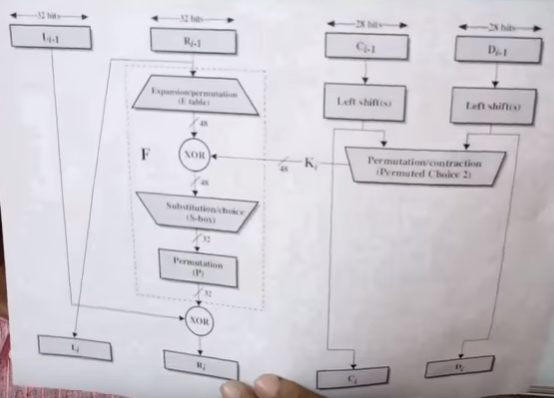 32 bits
32 bits
28 bits
28 bits
Li-1
Ri-1
Ci-1
Di-1
Expansion/permutation
(E table)
Left shift(s)
Left shift(s)
48
F
XOR
48
Ki
Permutation/contraction
(Permuted Choice 2)
48
Substitution/choice
(S-box)
32
Permutation
(P)
32
XOR
Li
Ri
Ci
Di